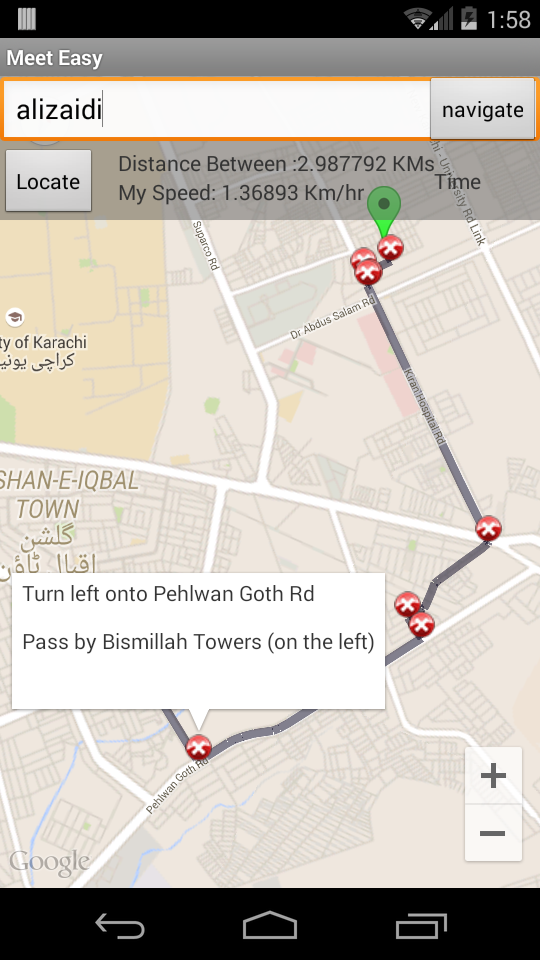 1:58
Meet Easy
alizaidi
navigate
Locate
Distance Between :2.987792 KMs
My Speed: 1.36893 Km/hr
Time
- University Rd Link
Suparco Rd
Dr Abdus Salam Rd
ty of Karachi
کراچی یونی
Kiran Hospital Rd
SHAN-E-IQBAL
TOWN
گلشن
اقبال ٹاؤن
Turn left onto Pehlwan Goth Rd
Pass by Bismillah Towers (on the left)
Pehlwan Goth Rd
+
−
Google